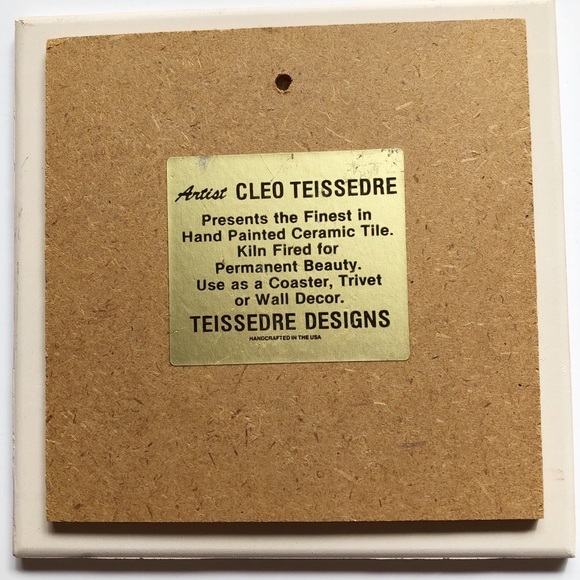 Artist CLEO TEISSEDRE
Presents the Finest in
Hand Painted Ceramic Tile.
Kiln Fired for
Permanent Beauty.
Use as a Coaster, Trivet
or Wall Decor.
TEISSEDRE DESIGNS
HANDCRAFTED IN THE USA